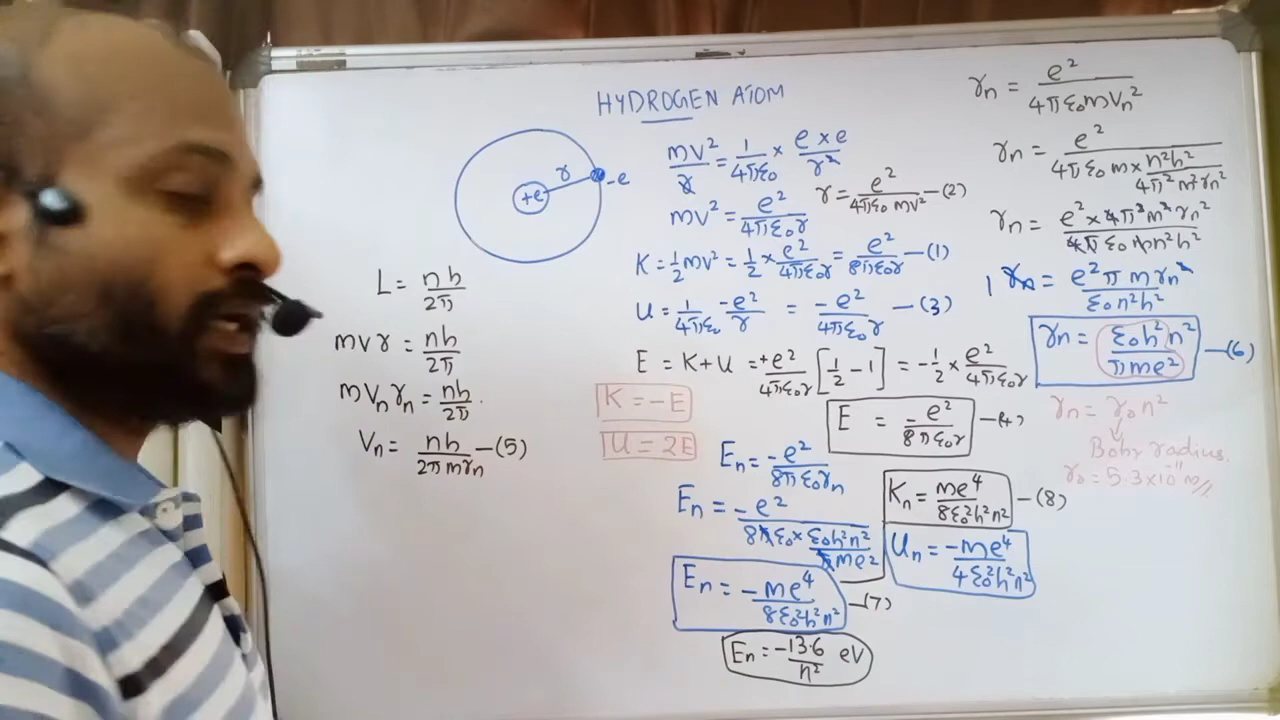 HYDROGEN ATOM
+e
r
-e
L = nh/2π
mvr = nh/2π
mVₙrₙ = nh/2π.
Vₙ = nh/2πmrₙ —(5)
mv²/r = 1/4πε₀ × e×e/r²
mv² = e²/4πε₀r
r = e²/4πε₀mv² —(2)
K = 1/2 mv² = 1/2 × e²/4πε₀r = e²/8πε₀r —(1)
U = 1/4πε₀ -e²/r = -e²/4πε₀r —(3)
E = K+U = +e²/4πε₀r [1/2 - 1] = -1/2 × e²/4πε₀r
K = -E
U = 2E
E = -e²/8πε₀r —(4)
Eₙ = -e²/8πε₀rₙ
Eₙ = -e²/8πε₀ × ε₀h²n²/πme²
Eₙ = -me⁴/8ε₀²h²n² —(7)
Eₙ = -13.6/n² eV
Kₙ = me⁴/8ε₀²h²n² —(8)
Uₙ = -me⁴/4ε₀²h²n²
rₙ = e²/4πε₀mVₙ²
rₙ = e²/4πε₀m × n²h²/4π²m²rₙ²
rₙ = e² × 4π²m²rₙ²/4πε₀mn²h²
1 rₙ = e²πmrₙ²/ε₀n²h²
rₙ = ε₀h²n²/πme² —(6)
rₙ = r₀n²
Bohr radius.
r₀ = 5.3×10⁻¹¹m//